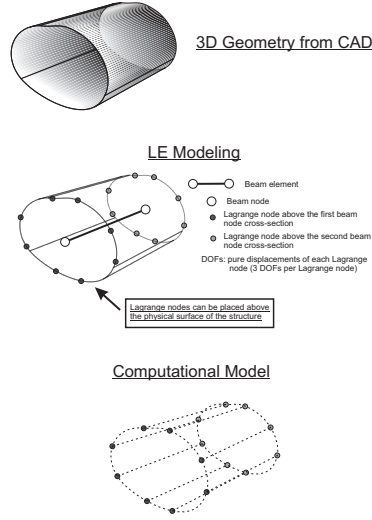 3D Geometry from CAD
LE Modeling
Beam element
Beam node
Lagrange node above the first beam
node cross-section
Lagrange node above the second beam
node cross-section
DOFs: pure displacements of each Lagrange
node (3 DOFs per Lagrange node)
Lagrange nodes can be placed above
the physical surface of the structure
Computational Model